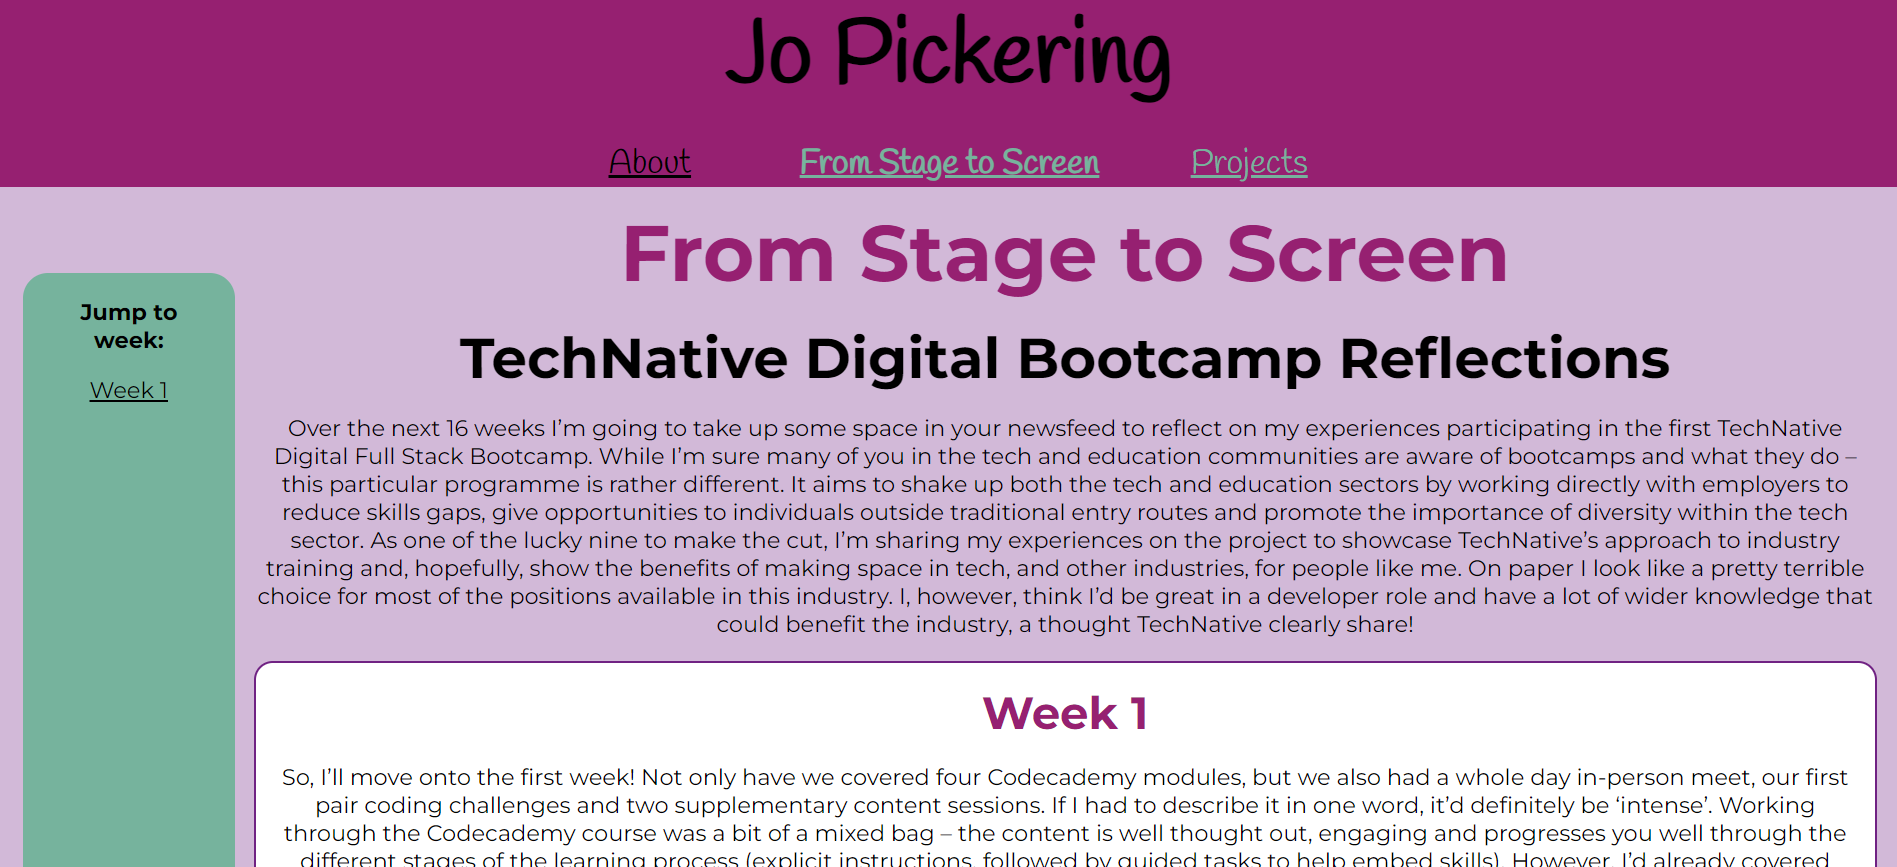 Jo Pickering
About From Stage to Screen Projects
From Stage to Screen
TechNative Digital Bootcamp Reflections
Jump to
week:
Week 1
Over the next 16 weeks I’m going to take up some space in your newsfeed to reflect on my experiences participating in the first TechNative
Digital Full Stack Bootcamp. While I’m sure many of you in the tech and education communities are aware of bootcamps and what they do –
this particular programme is rather different. It aims to shake up both the tech and education sectors by working directly with employers to
reduce skills gaps, give opportunities to individuals outside traditional entry routes and promote the importance of diversity within the tech
sector. As one of the lucky nine to make the cut, I’m sharing my experiences on the project to showcase TechNative’s approach to industry
training and, hopefully, show the benefits of making space in tech, and other industries, for people like me. On paper I look like a pretty terrible
choice for most of the positions available in this industry. I, however, think I’d be great in a developer role and have a lot of wider knowledge that
could benefit the industry, a thought TechNative clearly share!
Week 1
So, I’ll move onto the first week! Not only have we covered four Codecademy modules, but we also had a whole day in-person meet, our first
pair coding challenges and two supplementary content sessions. If I had to describe it in one word, it’d definitely be ‘intense’. Working
through the Codecademy course was a bit of a mixed bag – the content is well thought out, engaging and progresses you well through the
different stages of the learning process (explicit instructions, followed by guided tasks to help embed skills). However, I’d already covered